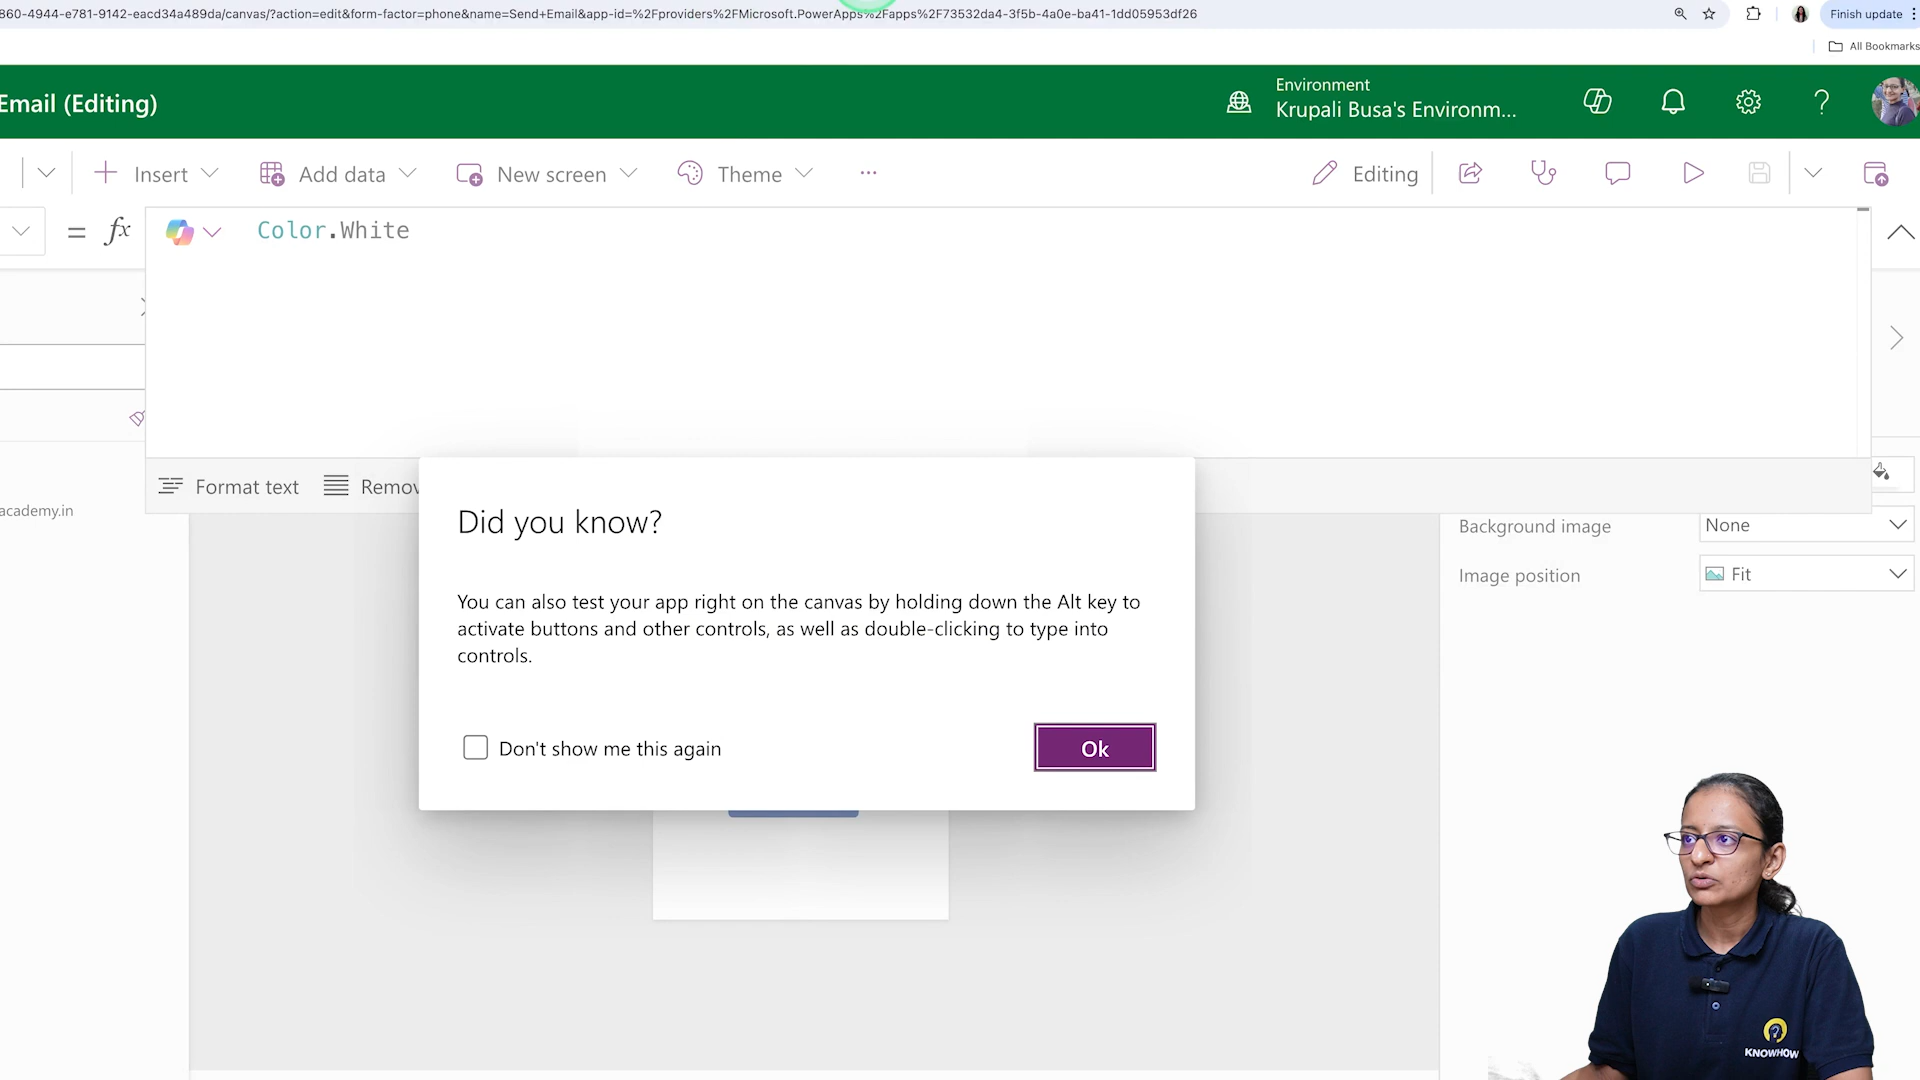 860-4944-e781-9142-eacd34a489da/canvas/?action=edit&form-factor=phone&name=Send+Email&app-id=%2Fproviders%2FMicrosoft.PowerApps%2Fapps%2F73532da4-3f5b-4a0e-ba41-1dd05953df26
Finish update
All Bookmarks
Email (Editing)
Environment
Krupali Busa's Environm...
Insert
Add data
New screen
Theme
...
Editing
= fx
Color.White
Format text
Remov
academy.in
Background image
None
Image position
Fit
Did you know?
You can also test your app right on the canvas by holding down the Alt key to
activate buttons and other controls, as well as double-clicking to type into
controls.
Don't show me this again
Ok
KNOWHOW